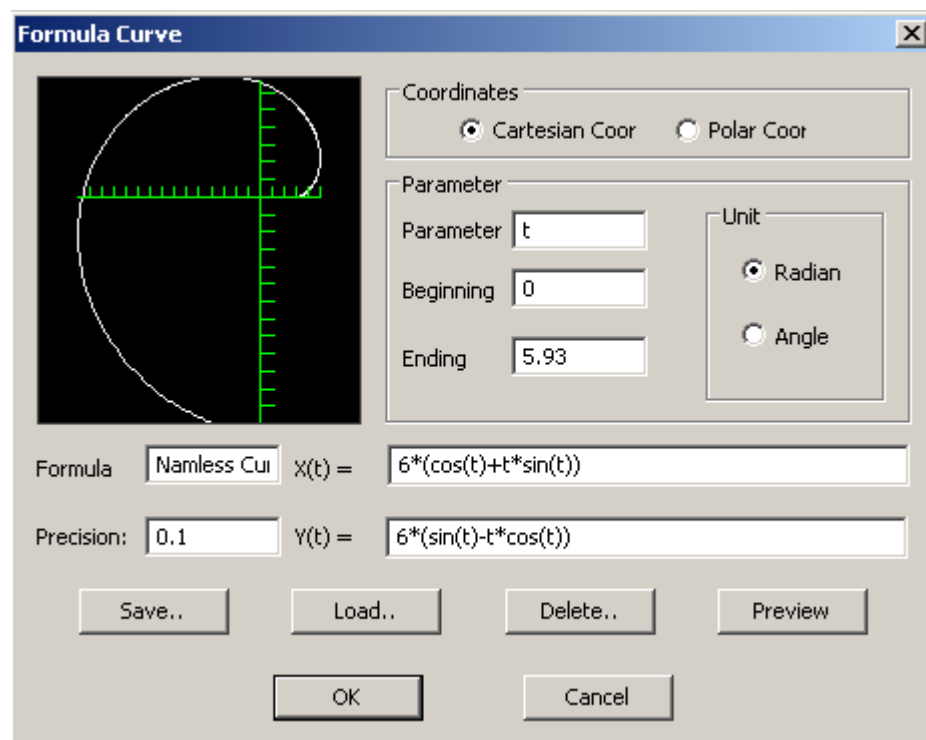 Formula Curve
Coordinates
Cartesian Coor Polar Coor
Parameter
Parameter t
Unit
Radian
Beginning 0
Angle
Ending 5.93
Formula Namless Cur X(t) = 6*(cos(t)+t*sin(t))
Precision: 0.1 Y(t) = 6*(sin(t)-t*cos(t))
Save.. Load.. Delete.. Preview
OK Cancel